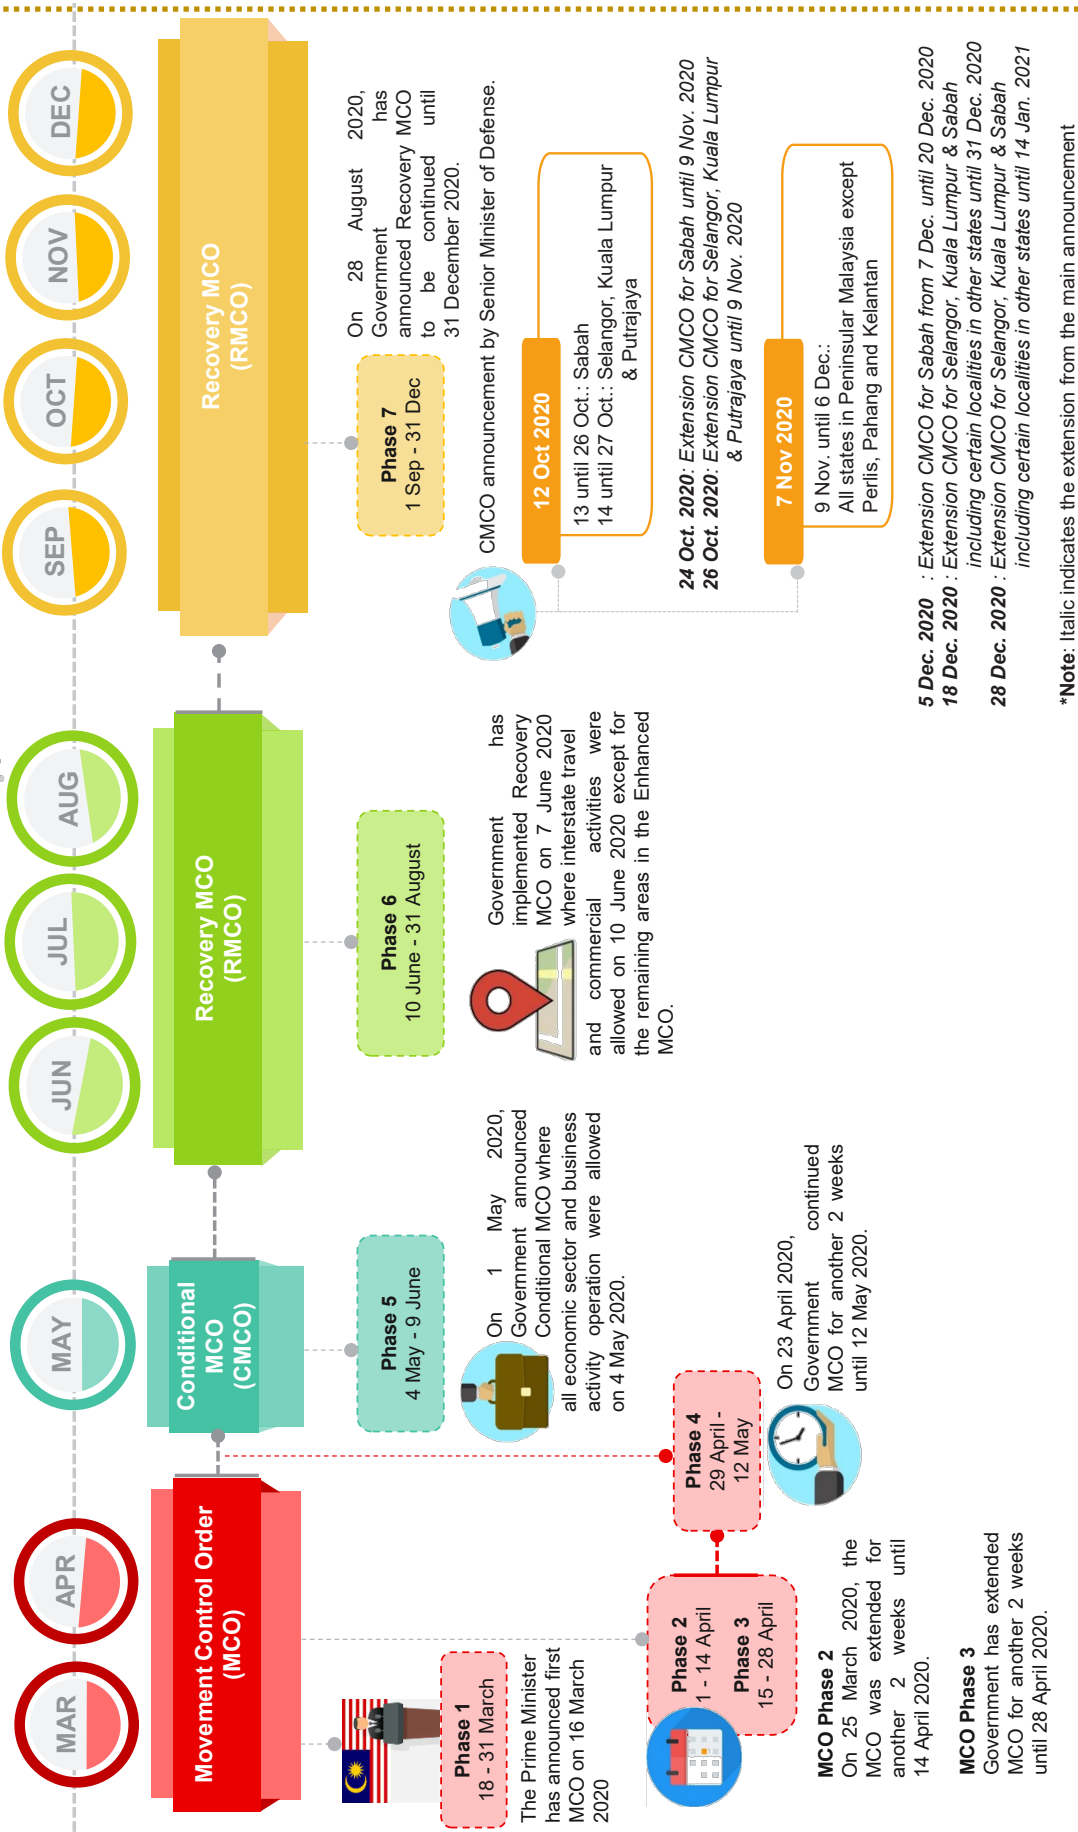 MAR
APR
MAY
JUN
JUL
AUG
SEP
OCT
NOV
DEC
Movement Control Order
(MCO)
Conditional
MCO
(CMCO)
Recovery MCO
(RMCO)
Recovery MCO
(RMCO)
Phase 1
18 - 31 March
The Prime Minister
has announced first
MCO on 16 March
2020
Phase 2
1 - 14 April
Phase 3
15 - 28 April
MCO Phase 2
On 25 March 2020, the
MCO was extended for
another 2 weeks until
14 April 2020.
MCO Phase 3
Government has extended
MCO for another 2 weeks
until 28 April 2020.
Phase 4
29 April -
12 May
On 23 April 2020,
Government continued
MCO for another 2 weeks
until 12 May 2020.
Phase 5
4 May - 9 June
On 1 May 2020,
Government announced
Conditional MCO where
all economic sector and business
activity operation were allowed
on 4 May 2020.
Phase 6
10 June - 31 August
Government has
implemented Recovery
MCO on 7 June 2020
where interstate travel
and commercial activities were
allowed on 10 June 2020 except for
the remaining areas in the Enhanced
MCO.
Phase 7
1 Sep - 31 Dec
On 28 August 2020,
Government has
announced Recovery MCO
to be continued until
31 December 2020.
CMCO announcement by Senior Minister of Defense.
12 Oct 2020
13 until 26 Oct.: Sabah
14 until 27 Oct.: Selangor, Kuala Lumpur
& Putrajaya
24 Oct. 2020: Extension CMCO for Sabah until 9 Nov. 2020
26 Oct. 2020: Extension CMCO for Selangor, Kuala Lumpur
& Putrajaya until 9 Nov. 2020
7 Nov 2020
9 Nov. until 6 Dec.:
All states in Peninsular Malaysia except
Perlis, Pahang and Kelantan
5 Dec. 2020 : Extension CMCO for Sabah from 7 Dec. until 20 Dec. 2020
18 Dec. 2020 : Extension CMCO for Selangor, Kuala Lumpur & Sabah
including certain localities in other states until 31 Dec. 2020
28 Dec. 2020 : Extension CMCO for Selangor, Kuala Lumpur & Sabah
including certain localities in other states until 14 Jan. 2021
*Note: Italic indicates the extension from the main announcement